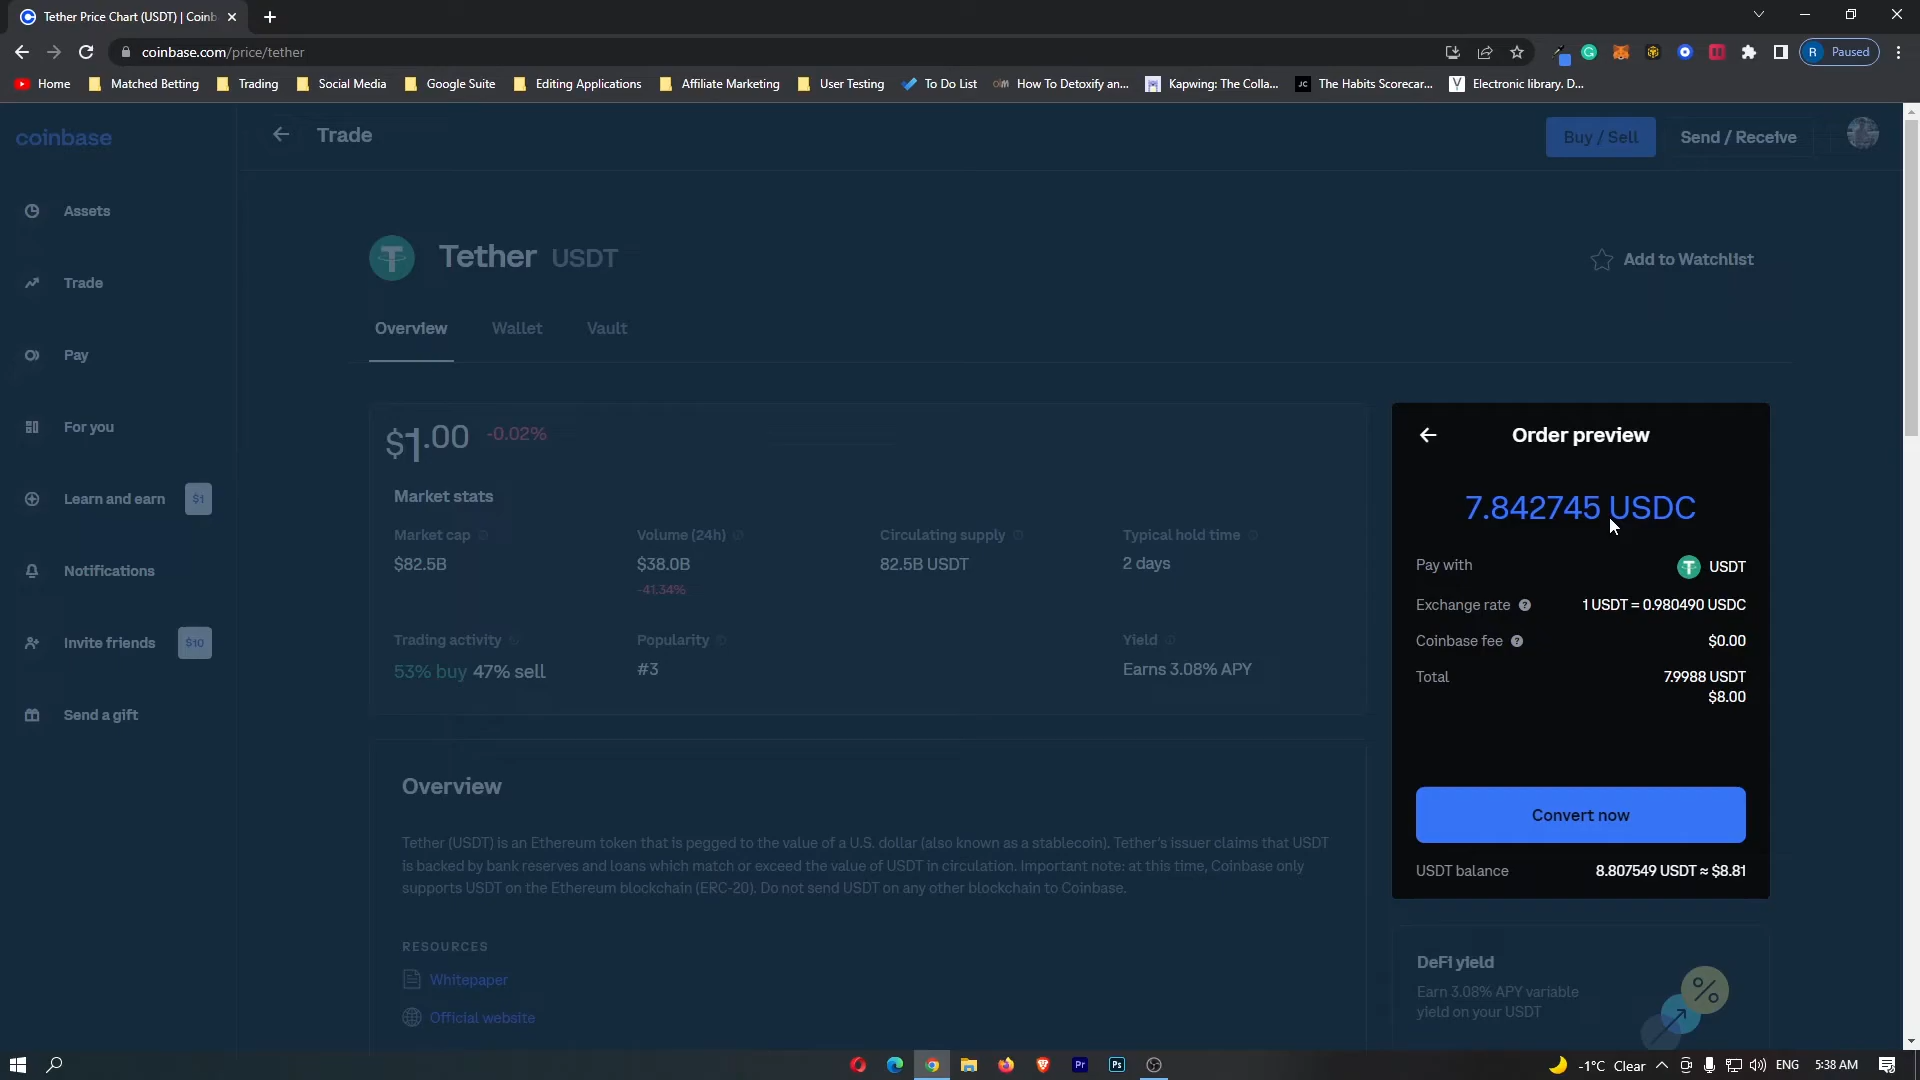 Tether Price Chart (USDT) | Coinb
coinbase.com/price/tether
R Paused
Home Matched Betting Trading Social Media Google Suite Editing Applications Affiliate Marketing User Testing To Do List How To Detoxify an... Kapwing: The Colla... JC The Habits Scorecar... Electronic library. D...
coinbase
Trade
Buy / Sell
Send / Receive
Assets
Trade
Pay
For you
Learn and earn $1
Notifications
Invite friends $10
Send a gift
Tether USDT
Add to Watchlist
Overview Wallet Vault
$1.00 -0.02%
Market stats
Market cap Volume (24h) Circulating supply Typical hold time
$82.5B $38.0B 82.5B USDT 2 days
-41.34%
Trading activity Popularity Yield
53% buy 47% sell #3 Earns 3.08% APY
Overview
Tether (USDT) is an Ethereum token that is pegged to the value of a U.S. dollar (also known as a stablecoin). Tether's issuer claims that USDT
is backed by bank reserves and loans which match or exceed the value of USDT in circulation. Important note: at this time, Coinbase only
supports USDT on the Ethereum blockchain (ERC-20). Do not send USDT on any other blockchain to Coinbase.
RESOURCES
Whitepaper
Official website
Order preview
7.842745 USDC
Pay with USDT
Exchange rate 1 USDT = 0.980490 USDC
Coinbase fee $0.00
Total 7.9988 USDT
$8.00
Convert now
USDT balance 8.807549 USDT ≈ $8.81
DeFi yield
Earn 3.08% APY variable
yield on your USDT
Pr Ps -1°C Clear ENG 5:38 AM